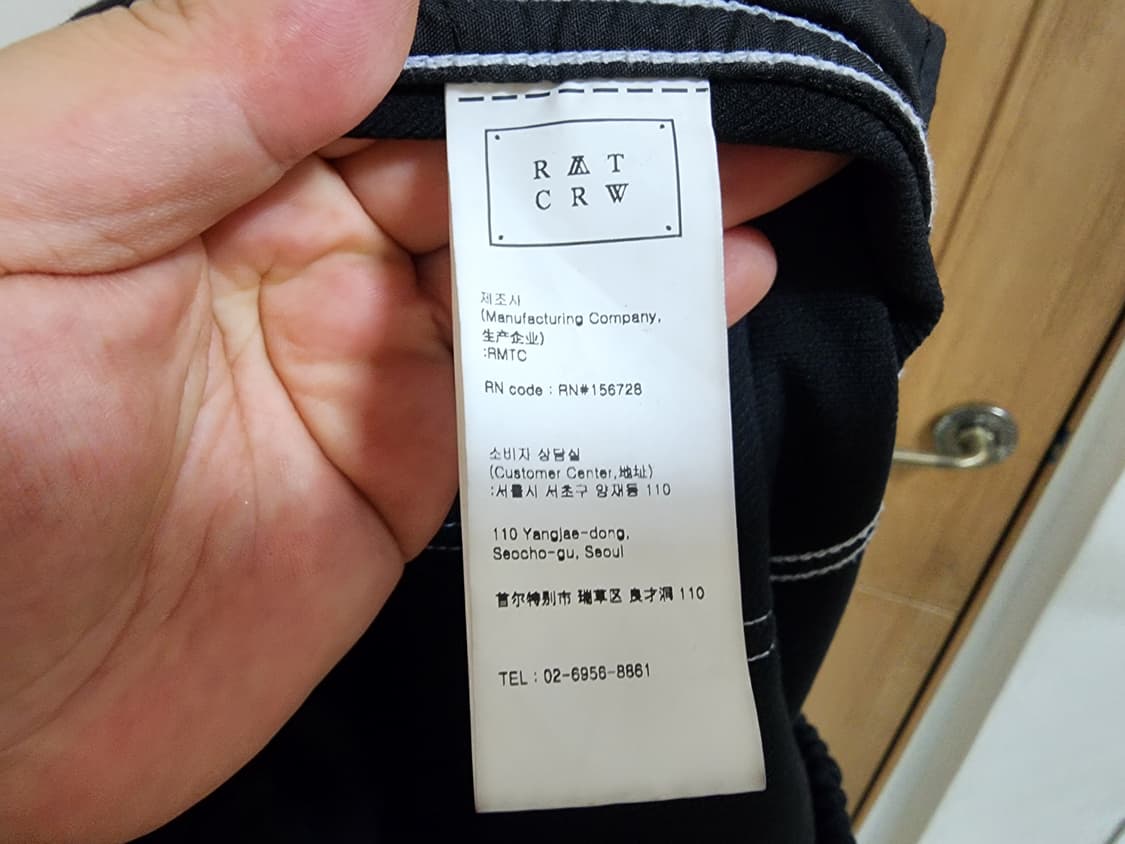 R A T
C R W
제조사
(Manufacturing Company,
生产企业)
:RMTC
RN code : RN#156728
소비자 상담실
(Customer Center,地址)
:서울시 서초구 양재동 110
110 Yangjae-dong,
Seocho-gu, Seoul
首尔特别市 瑞草区 良才洞 110
TEL : 02-6956-8861